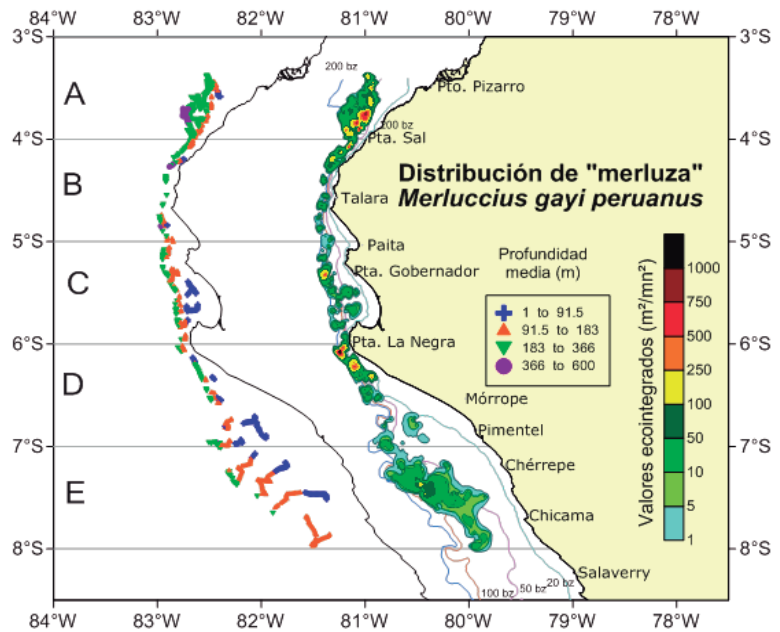 84°W 83°W 82°W 81°W 80°W 79°W 78°W
3°S 3°S
200 bz
A
Pto. Pizarro
200 bz
4°S Pta. Sal 4°S
Distribución de "merluza"
Merluccius gayi peruanus
B
Talara
5°S Paita 5°S
Profundidad
media (m)
C
Pta. Gobernador
1 to 91.5
91.5 to 183
183 to 366
366 to 600
Valores ecointegrados (m²/mn²)
1000
750
500
250
100
50
10
5
1
6°S Pta. La Negra 6°S
D
Mórrope
Pimentel
7°S 7°S
Chérrepe
E
Chicama
8°S 8°S
Salaverry
100 bz 50 bz 20 bz
84°W 83°W 82°W 81°W 80°W 79°W 78°W